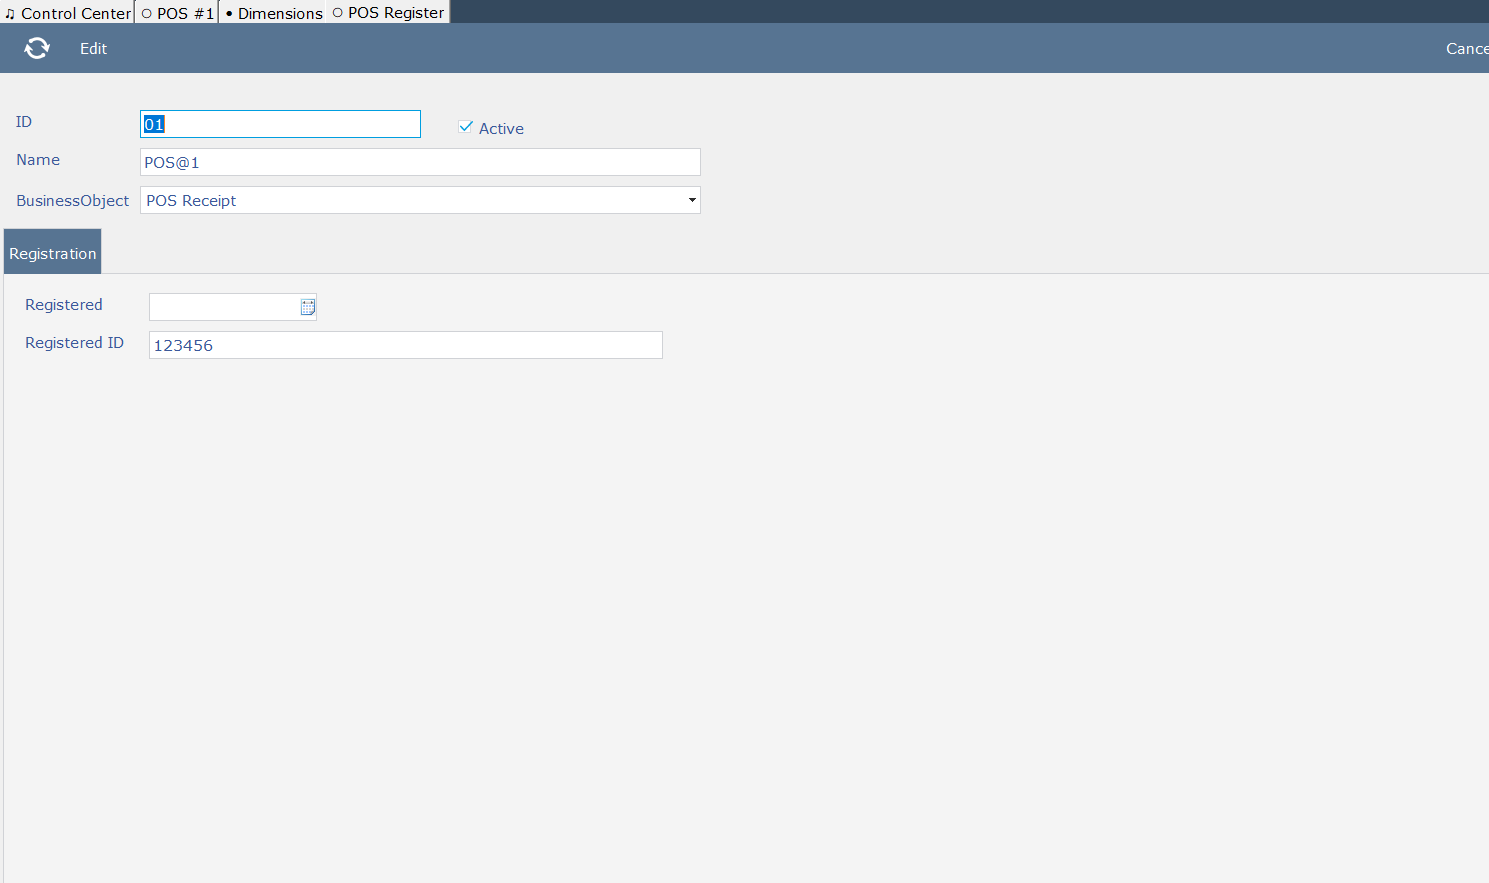 ♫ Control Center ○ POS #1 • Dimensions ○ POS Register
Edit Cance
ID 01 Active
Name POS@1
BusinessObject POS Receipt
Registration
Registered
Registered ID 123456